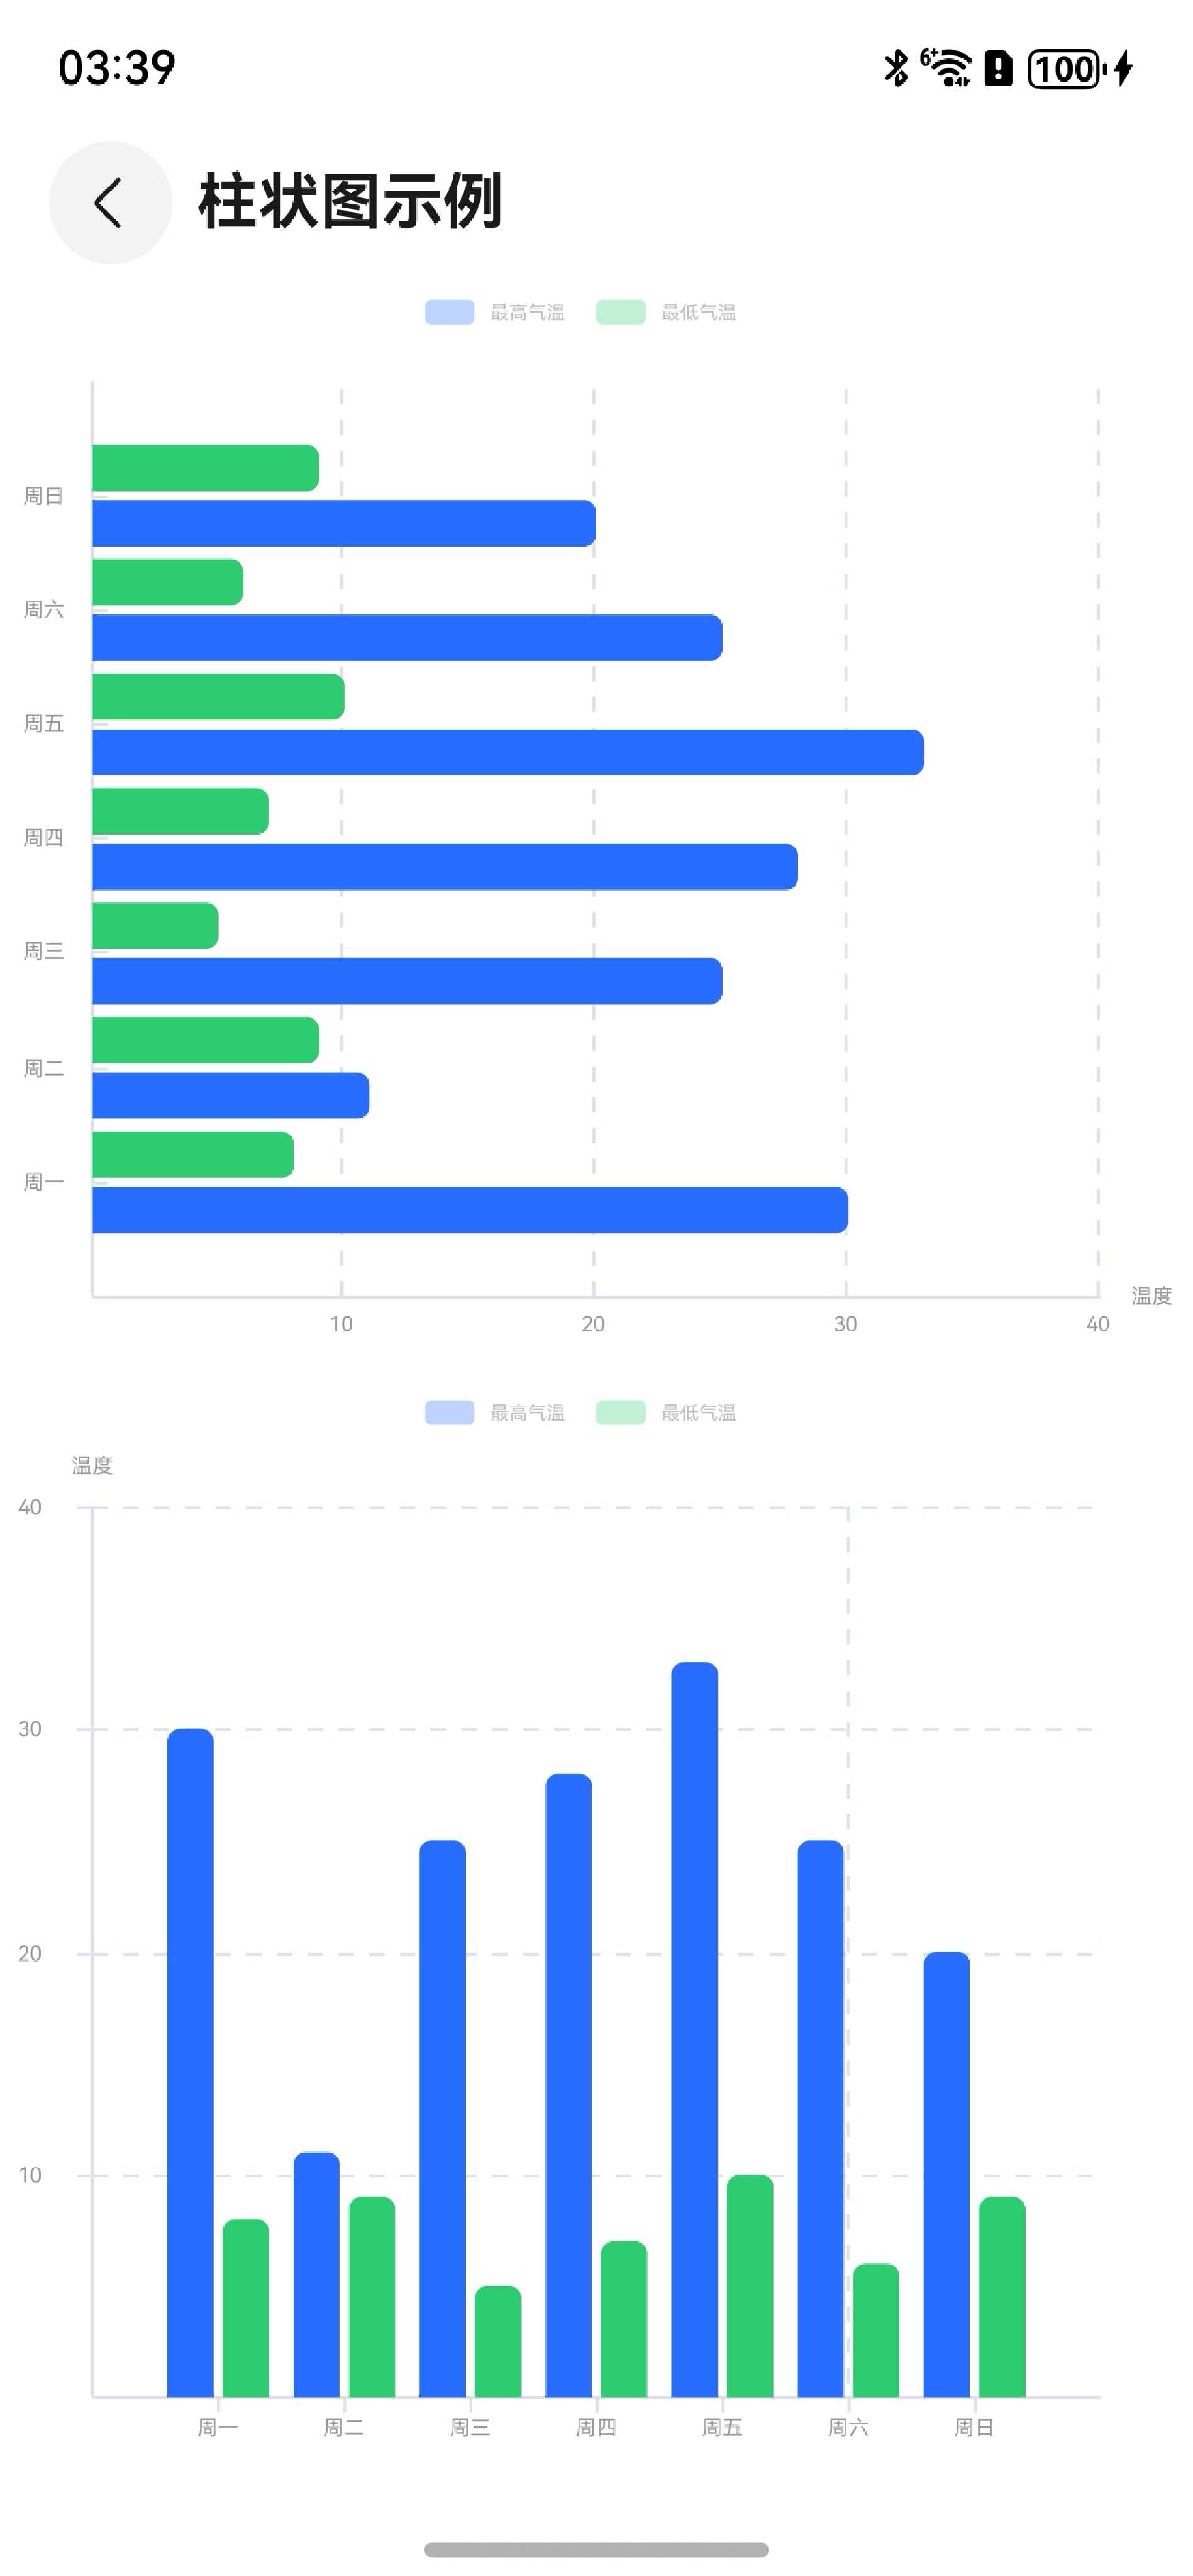 03:39
6+
100
柱状图示例
最高气温 最低气温
周日
周六
周五
周四
周三
周二
周一
温度
10 20 30 40
最高气温 最低气温
温度
40
30
20
10
周一 周二 周三 周四 周五 周六 周日